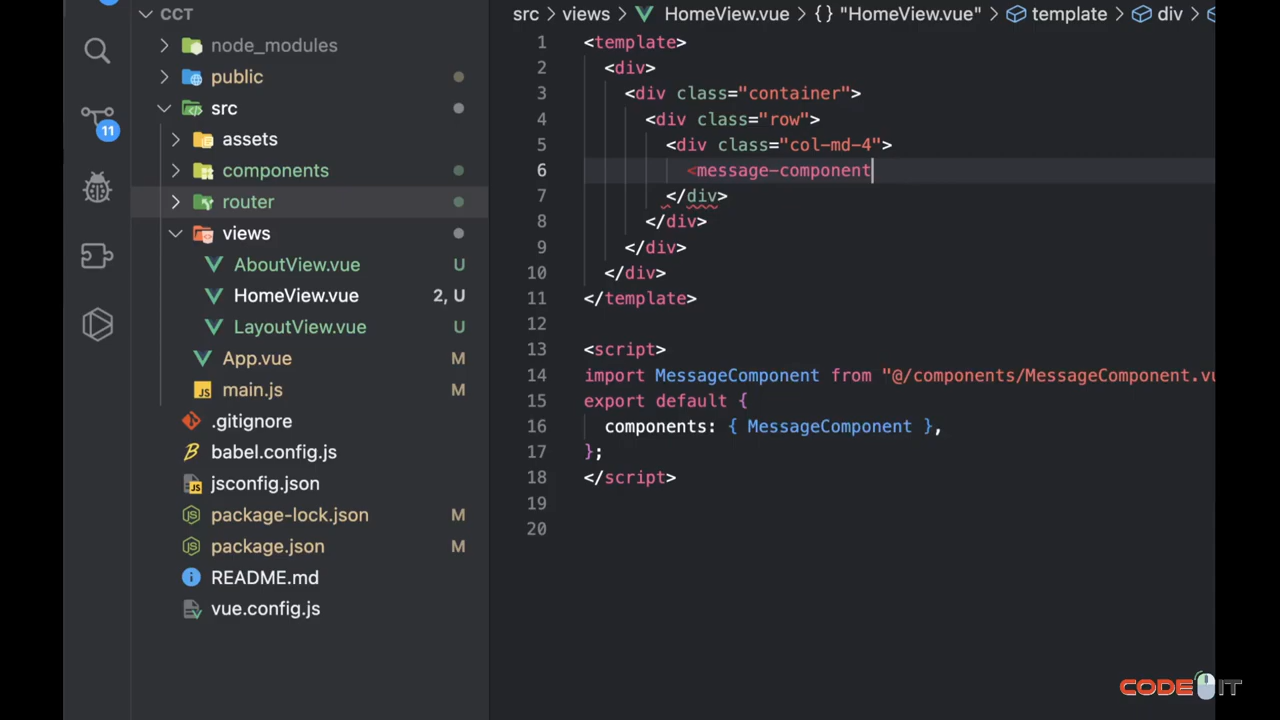 CCT
node_modules
public
src
assets
components
router
views
AboutView.vue U
HomeView.vue 2, U
LayoutView.vue U
App.vue M
JS main.js M
.gitignore
babel.config.js
JS jsconfig.json
package-lock.json M
package.json M
README.md
vue.config.js
11
src > views > HomeView.vue > {} "HomeView.vue" > template > div >
1 <template>
2 <div>
3 <div class="container">
4 <div class="row">
5 <div class="col-md-4">
6 <message-component
7 </div>
8 </div>
9 </div>
10 </div>
11 </template>
12
13 <script>
14 import MessageComponent from "@/components/MessageComponent.vu
15 export default {
16 components: { MessageComponent },
17 };
18 </script>
19
20
CODE IT